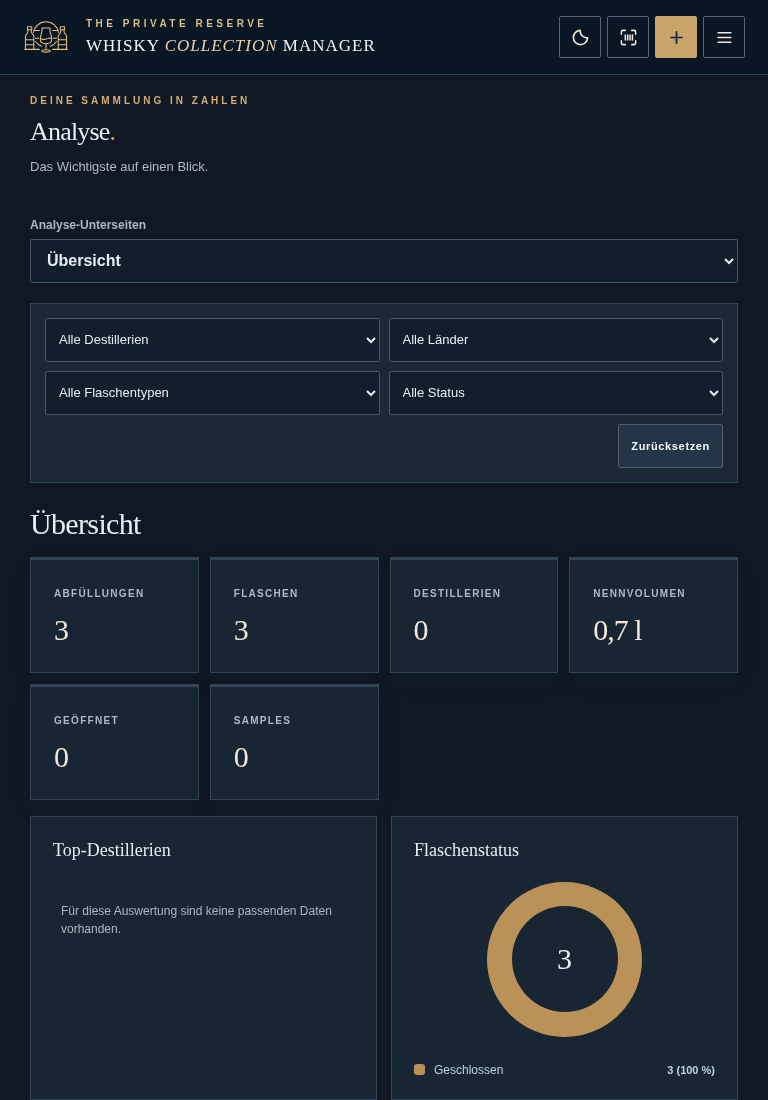 THE PRIVATE RESERVE
WHISKY COLLECTION MANAGER
DEINE SAMMLUNG IN ZAHLEN
Analyse.
Das Wichtigste auf einen Blick.
Analyse-Unterseiten
Übersicht
Alle Destillerien
Alle Länder
Alle Flaschentypen
Alle Status
Zurücksetzen
Übersicht
ABFÜLLUNGEN
3
FLASCHEN
3
DESTILLERIEN
0
NENNVOLUMEN
0,7 l
GEÖFFNET
0
SAMPLES
0
Top-Destillerien
Für diese Auswertung sind keine passenden Daten
vorhanden.
Flaschenstatus
3
Geschlossen
3 (100 %)